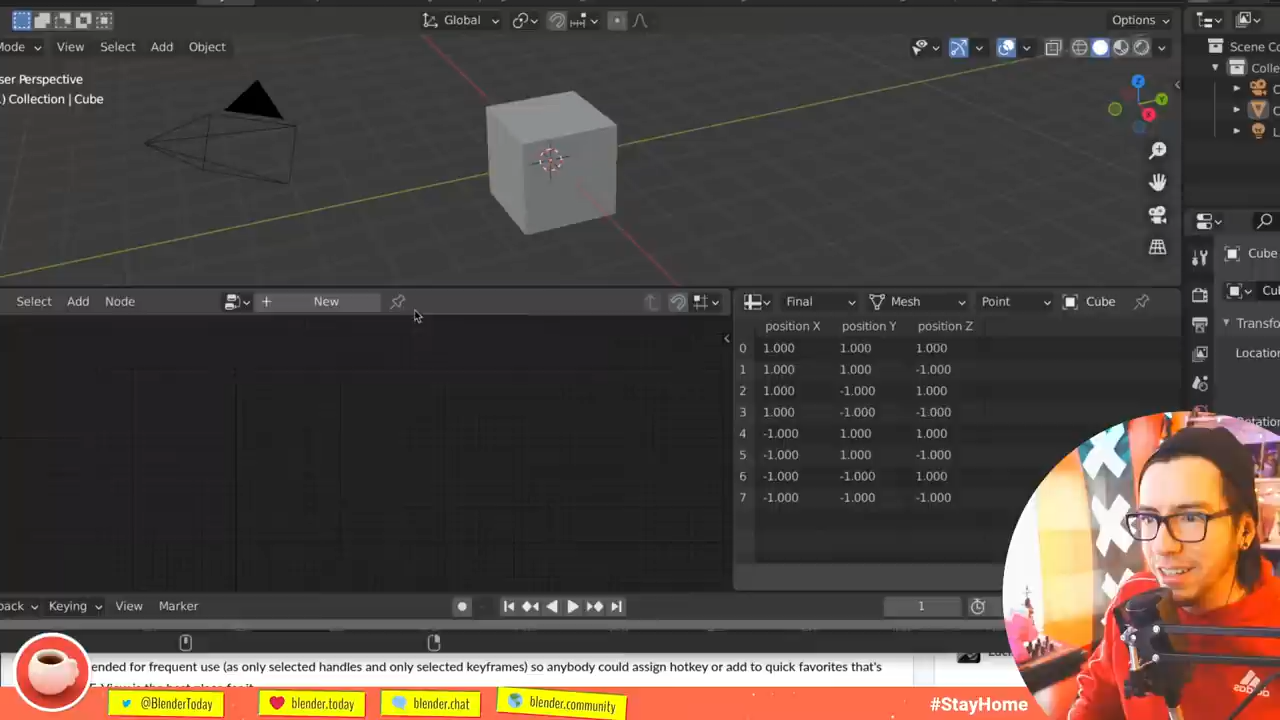 Global
Options
Mode View Select Add Object
ser Perspective
) Collection | Cube
Scene Co
Colle
Z
Y
X
Select Add Node
New
Final Mesh Point Cube
Cube
Cu
position X position Y position Z
0 1.000 1.000 1.000
1 1.000 1.000 -1.000
2 1.000 -1.000 1.000
3 1.000 -1.000 -1.000
4 -1.000 1.000 1.000
5 -1.000 1.000 -1.000
6 -1.000 -1.000 1.000
7 -1.000 -1.000 -1.000
Transfo
Locatio
back Keying View Marker
1
ended for frequent use (as only selected handles and only selected keyframes) so anybody could assign hotkey or add to quick favorites that's
@BlenderToday
blender.today
blender.chat
blender.community
#StayHome